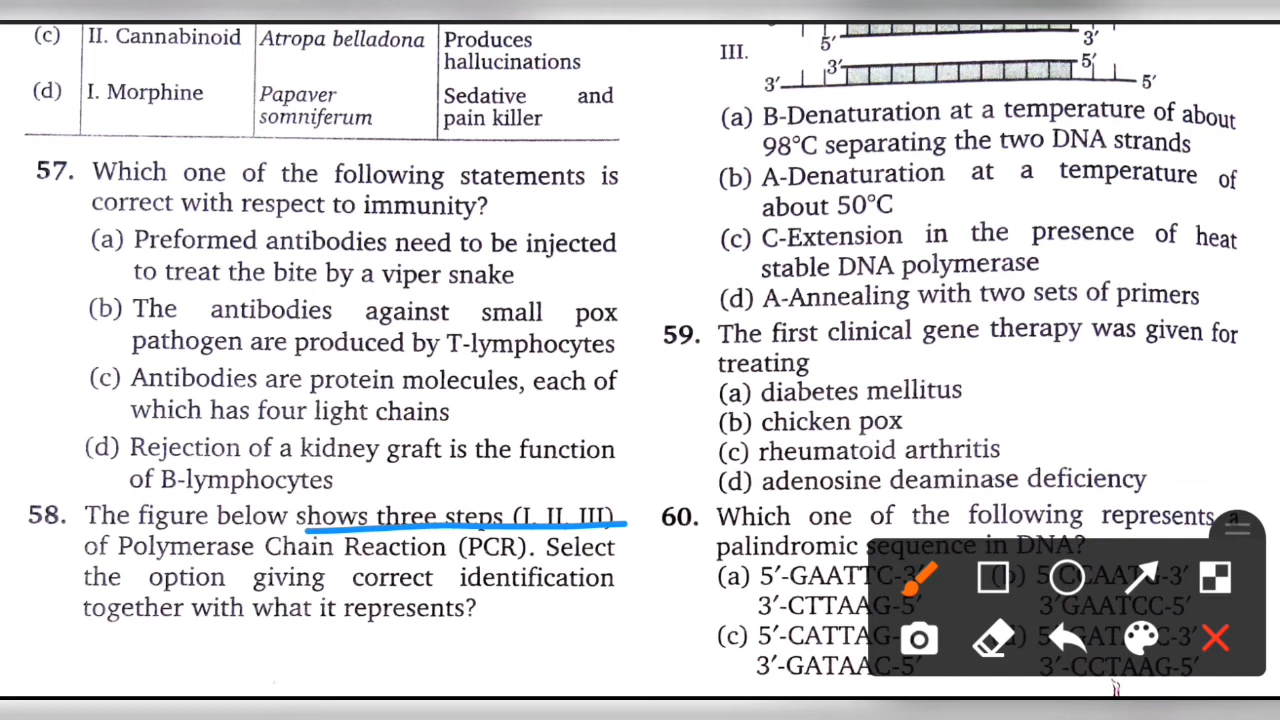 (c) II. Cannabinoid Atropa belladona Produces
hallucinations
(d) I. Morphine Papaver Sedative and
somniferum pain killer
57. Which one of the following statements is
correct with respect to immunity?
(a) Preformed antibodies need to be injected
to treat the bite by a viper snake
(b) The antibodies against small pox
pathogen are produced by T-lymphocytes
(c) Antibodies are protein molecules, each of
which has four light chains
(d) Rejection of a kidney graft is the function
of B-lymphocytes
58. The figure below shows three steps (I, II, III)
of Polymerase Chain Reaction (PCR). Select
the option giving correct identification
together with what it represents?
5′ 3′
III.
3′ 5′
3′ 5′
(a) B-Denaturation at a temperature of about
98°C separating the two DNA strands
(b) A-Denaturation at a temperature of
about 50°C
(c) C-Extension in the presence of heat
stable DNA polymerase
(d) A-Annealing with two sets of primers
59. The first clinical gene therapy was given for
treating
(a) diabetes mellitus
(b) chicken pox
(c) rheumatoid arthritis
(d) adenosine deaminase deficiency
60. Which one of the following represents a
palindromic sequence in DNA?
(a) 5′-GAATTC-3′ (b) 5′CCAATG-3′
3′-CTTAAG-5′ 3′GAATCC-5′
(c) 5′-CATTAG-
3′-GATAAC-5′ 3′-CCTAAG-5′